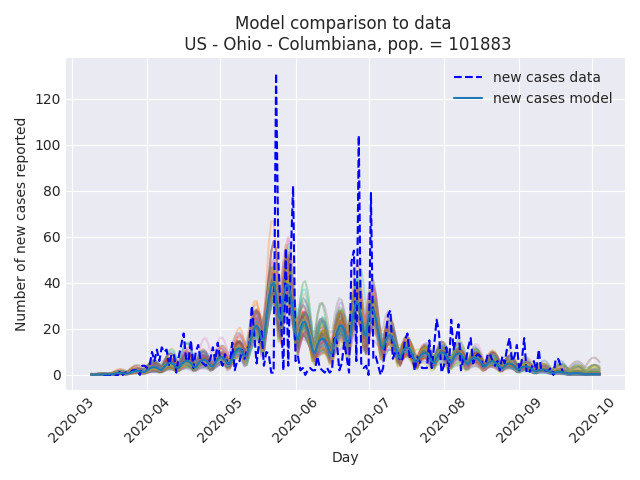 Model comparison to data
US - Ohio - Columbiana, pop. = 101883
new cases data
new cases model
Number of new cases reported
120
100
80
60
40
20
0
2020-03
2020-04
2020-05
2020-06
2020-07
2020-08
2020-09
2020-10
Day